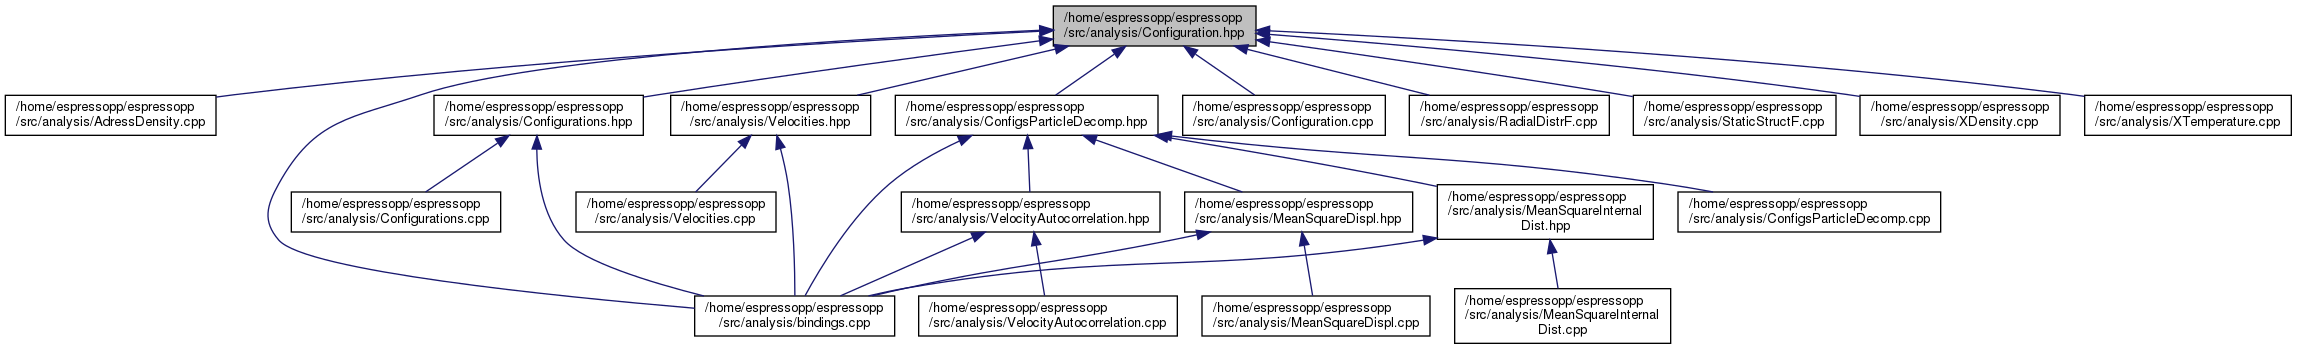 /home/espressopp/espressopp
/src/analysis/Configuration.hpp
/home/espressopp/espressopp
/src/analysis/AdressDensity.cpp
/home/espressopp/espressopp
/src/analysis/Configurations.hpp
/home/espressopp/espressopp
/src/analysis/Velocities.hpp
/home/espressopp/espressopp
/src/analysis/ConfigsParticleDecomp.hpp
/home/espressopp/espressopp
/src/analysis/Configuration.cpp
/home/espressopp/espressopp
/src/analysis/RadialDistrF.cpp
/home/espressopp/espressopp
/src/analysis/StaticStructF.cpp
/home/espressopp/espressopp
/src/analysis/XDensity.cpp
/home/espressopp/espressopp
/src/analysis/XTemperature.cpp
/home/espressopp/espressopp
/src/analysis/Configurations.cpp
/home/espressopp/espressopp
/src/analysis/Velocities.cpp
/home/espressopp/espressopp
/src/analysis/VelocityAutocorrelation.hpp
/home/espressopp/espressopp
/src/analysis/MeanSquareDispl.hpp
/home/espressopp/espressopp
/src/analysis/MeanSquareInternal
Dist.hpp
/home/espressopp/espressopp
/src/analysis/ConfigsParticleDecomp.cpp
/home/espressopp/espressopp
/src/analysis/bindings.cpp
/home/espressopp/espressopp
/src/analysis/VelocityAutocorrelation.cpp
/home/espressopp/espressopp
/src/analysis/MeanSquareDispl.cpp
/home/espressopp/espressopp
/src/analysis/MeanSquareInternal
Dist.cpp